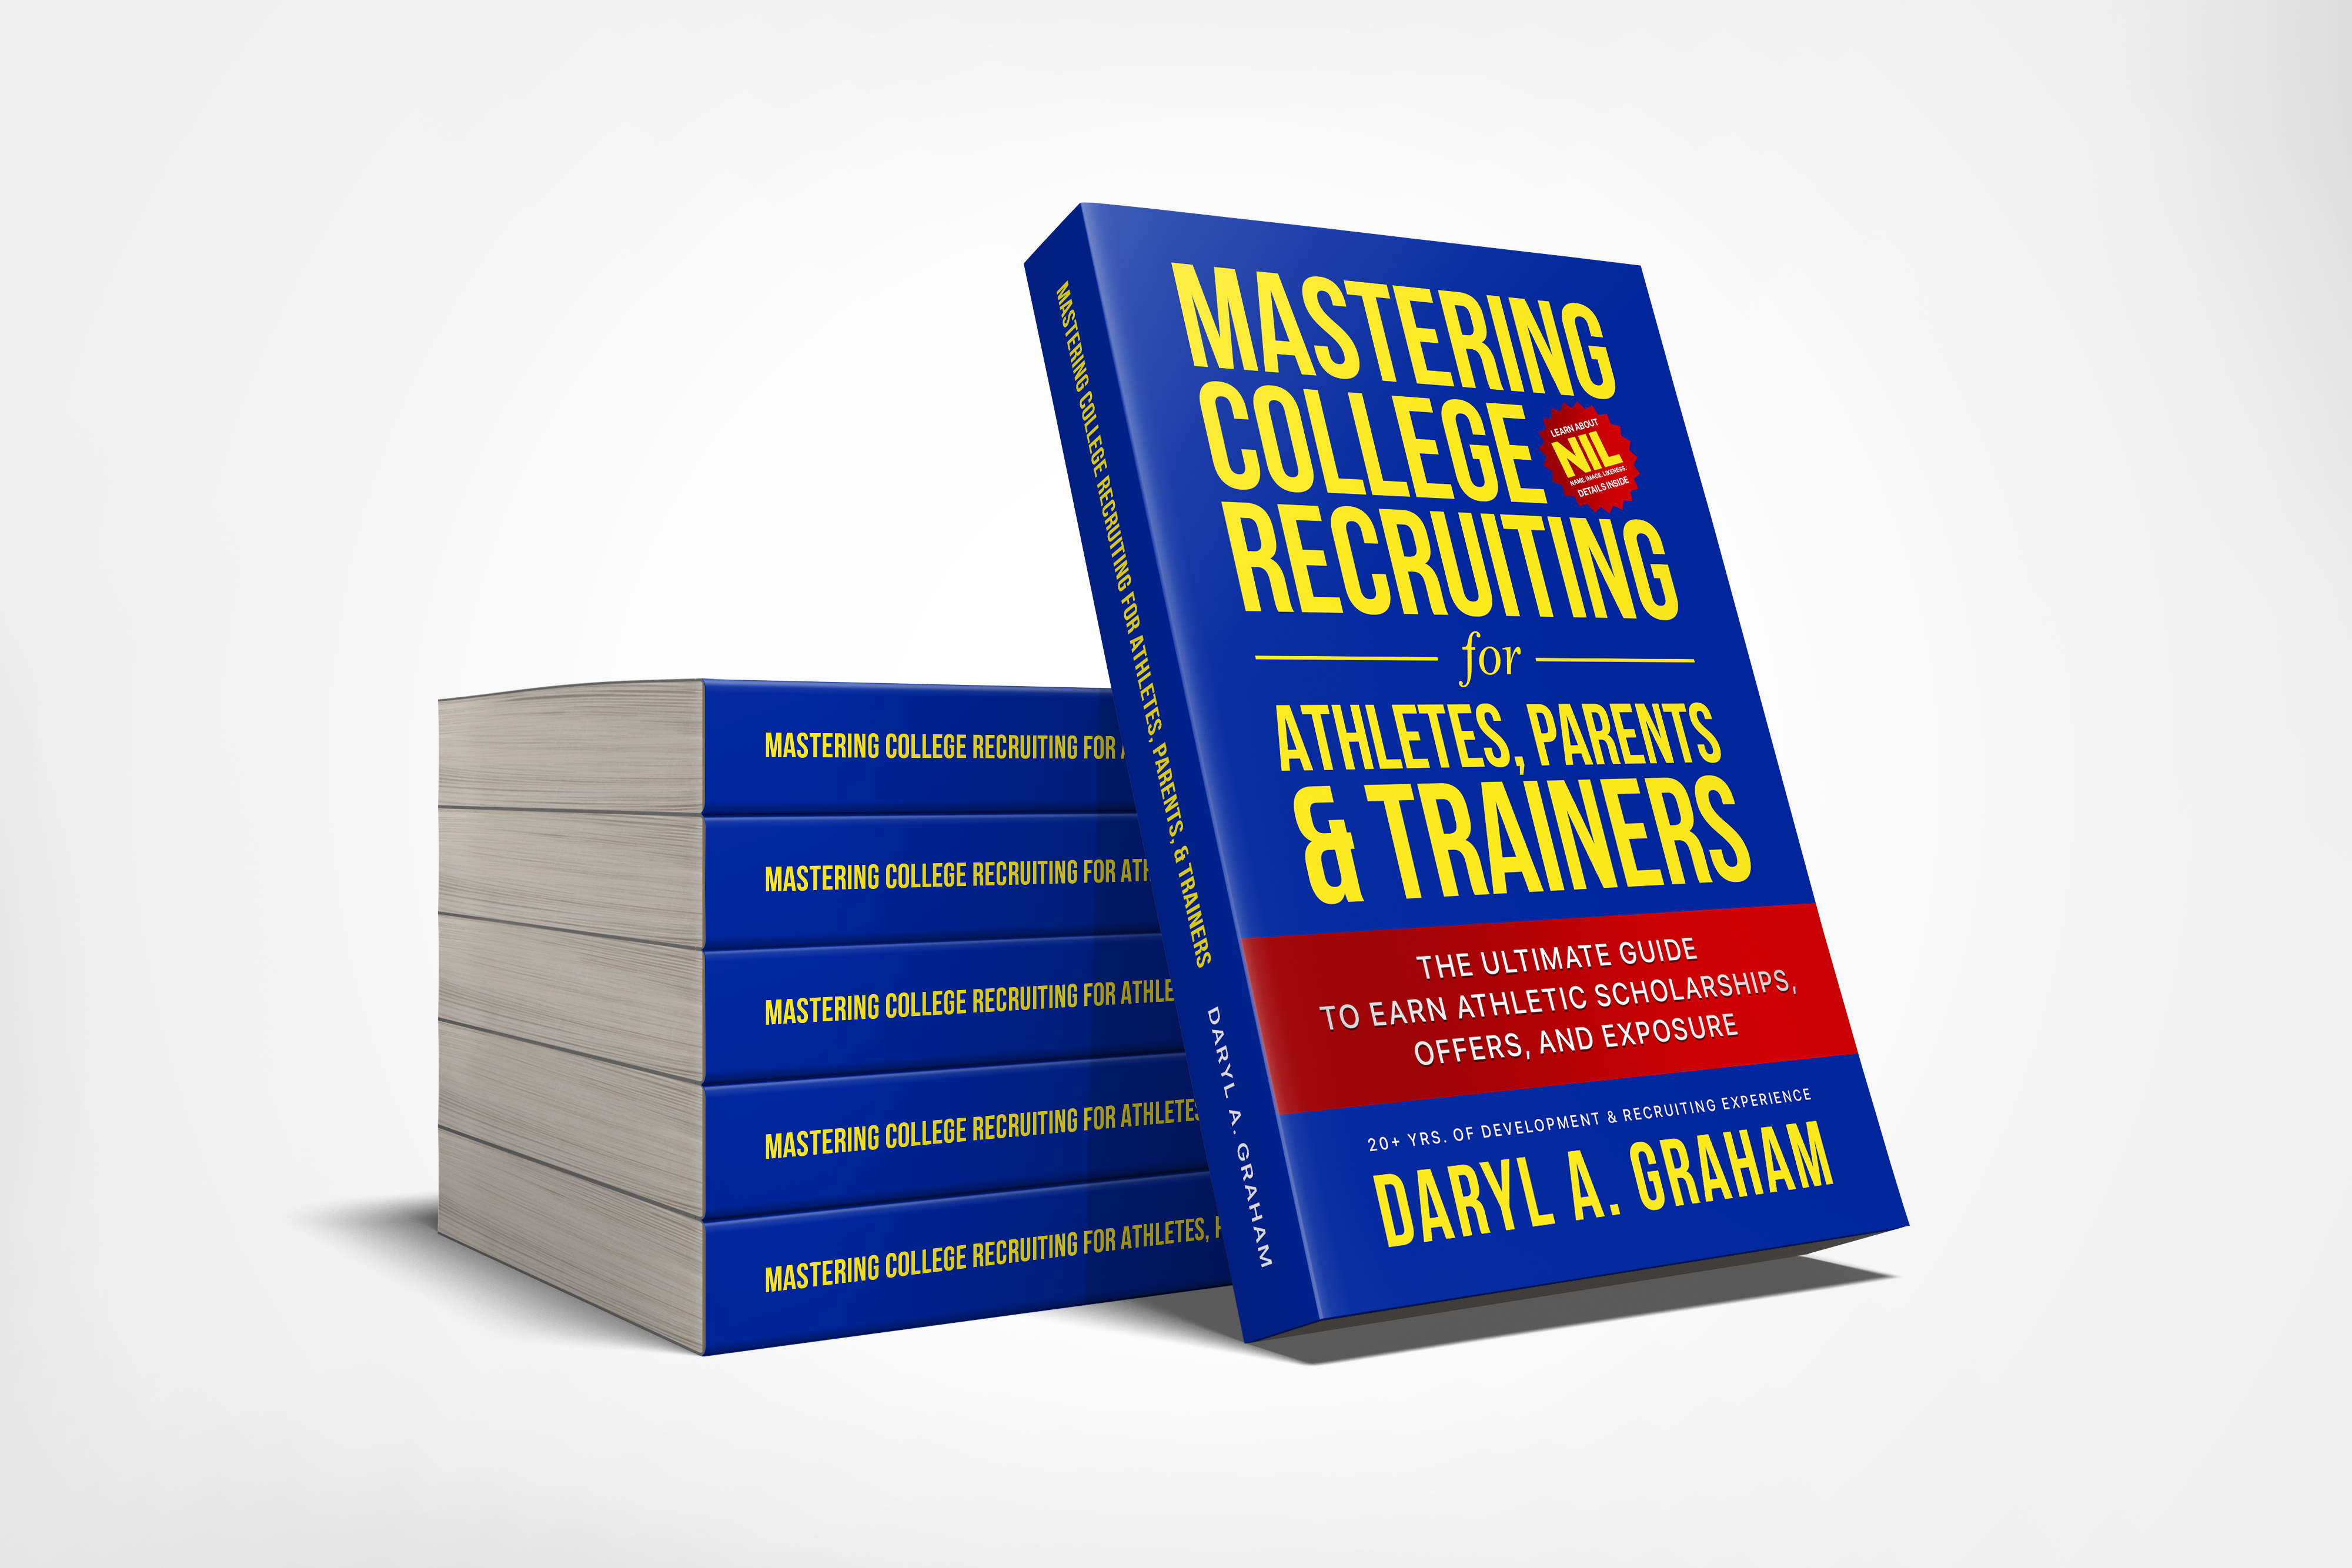 MASTERING
COLLEGE
RECRUITING
LEARN ABOUT
NIL
NAME. IMAGE. LIKENESS.
DETAILS INSIDE
for
ATHLETES, PARENTS
& TRAINERS
THE ULTIMATE GUIDE
TO EARN ATHLETIC SCHOLARSHIPS,
OFFERS, AND EXPOSURE
20+ YRS. OF DEVELOPMENT & RECRUITING EXPERIENCE
DARYL A. GRAHAM
MASTERING COLLEGE RECRUITING FOR ATHLETES, PARENTS, & TRAINERS DARYL A. GRAHAM
MASTERING COLLEGE RECRUITING FOR
MASTERING COLLEGE RECRUITING FOR ATH
MASTERING COLLEGE RECRUITING FOR ATHLE
MASTERING COLLEGE RECRUITING FOR ATHLETES
MASTERING COLLEGE RECRUITING FOR ATHLETES, P